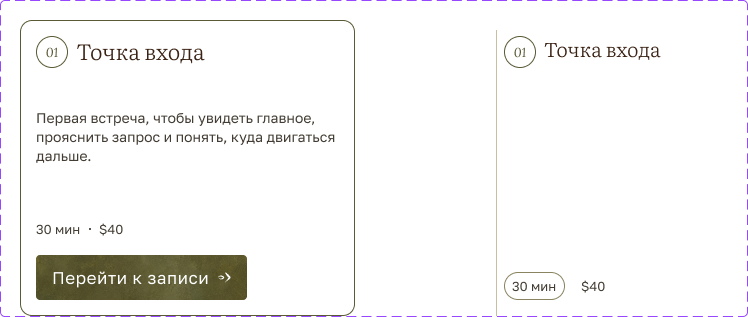 01 Точка входа
Первая встреча, чтобы увидеть главное,
прояснить запрос и понять, куда двигаться
дальше.
30 мин · $40
Перейти к записи
01 Точка входа
30 мин $40